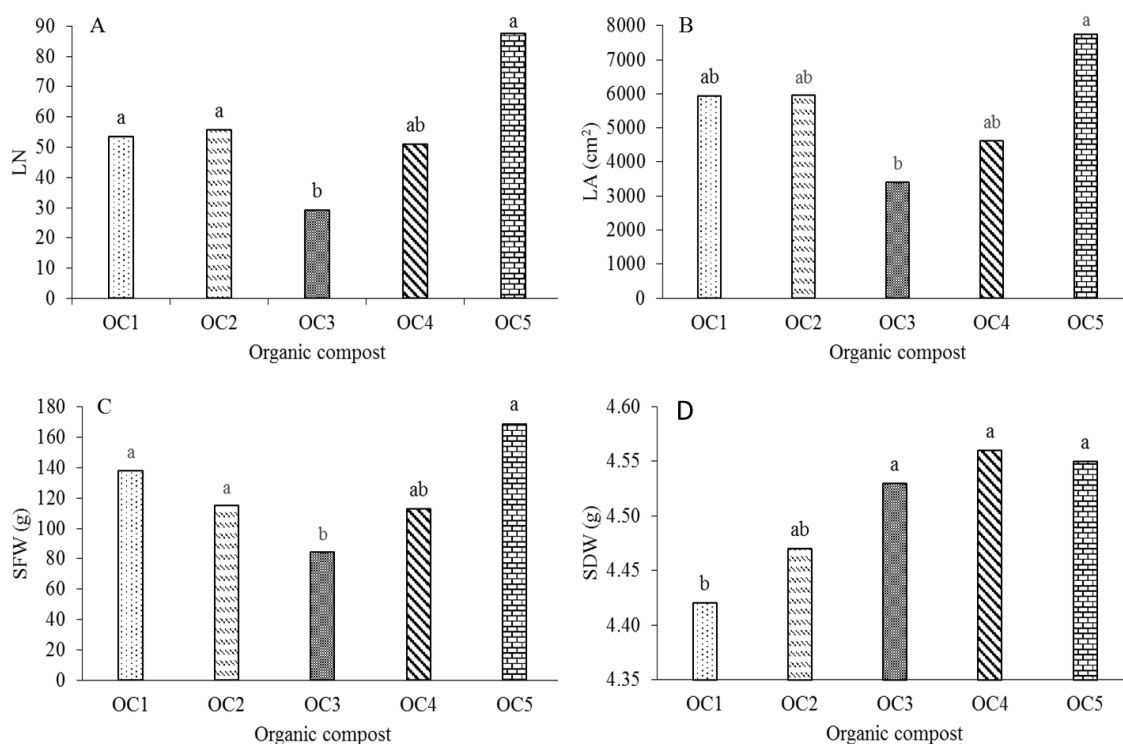 A
LN
90
80
70
60
50
40
30
20
10
0
a
a
b
ab
a
OC1 OC2 OC3 OC4 OC5
Organic compost
B
LA (cm²)
8000
7000
6000
5000
4000
3000
2000
1000
0
ab
ab
b
ab
a
OC1 OC2 OC3 OC4 OC5
Organic compost
C
SFW (g)
180
160
140
120
100
80
60
40
20
0
a
a
b
ab
a
OC1 OC2 OC3 OC4 OC5
Organic compost
D
SDW (g)
4.60
4.55
4.50
4.45
4.40
4.35
b
ab
a
a
a
OC1 OC2 OC3 OC4 OC5
Organic compost